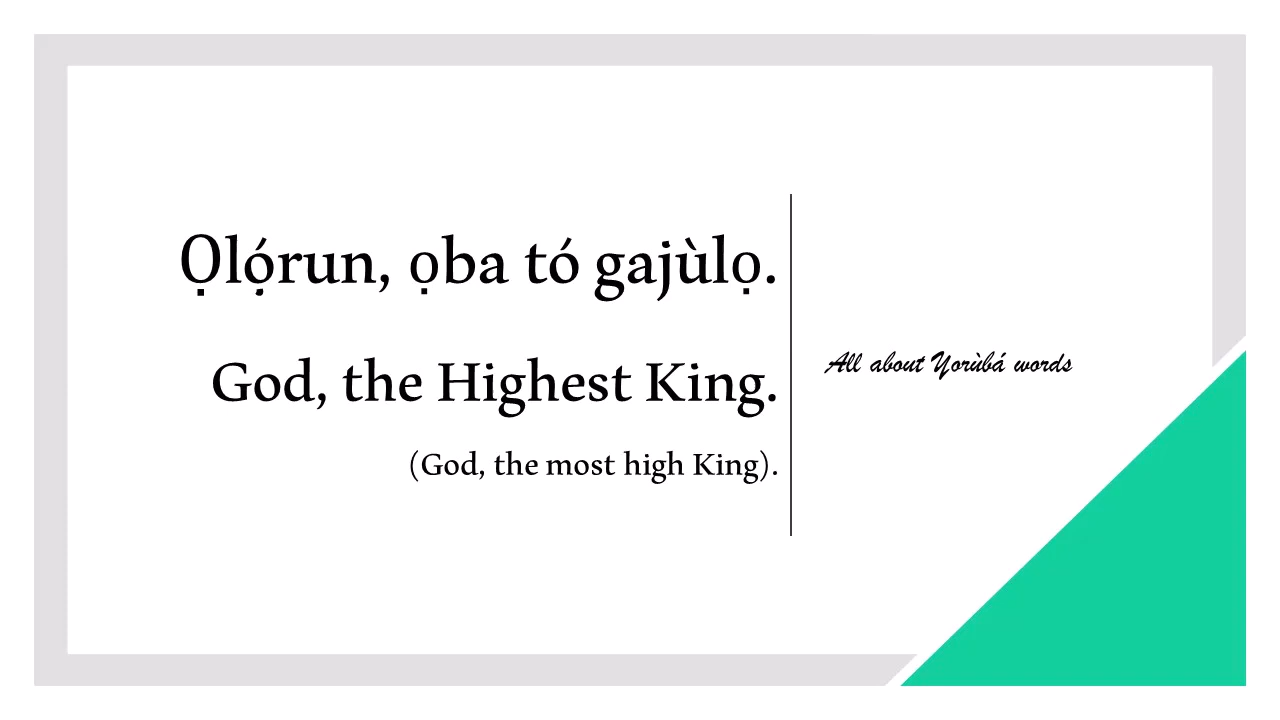 Ọlọ́run, ọba tó gajùlọ.
God, the Highest King.
(God, the most high King).
All about Yorùbá words